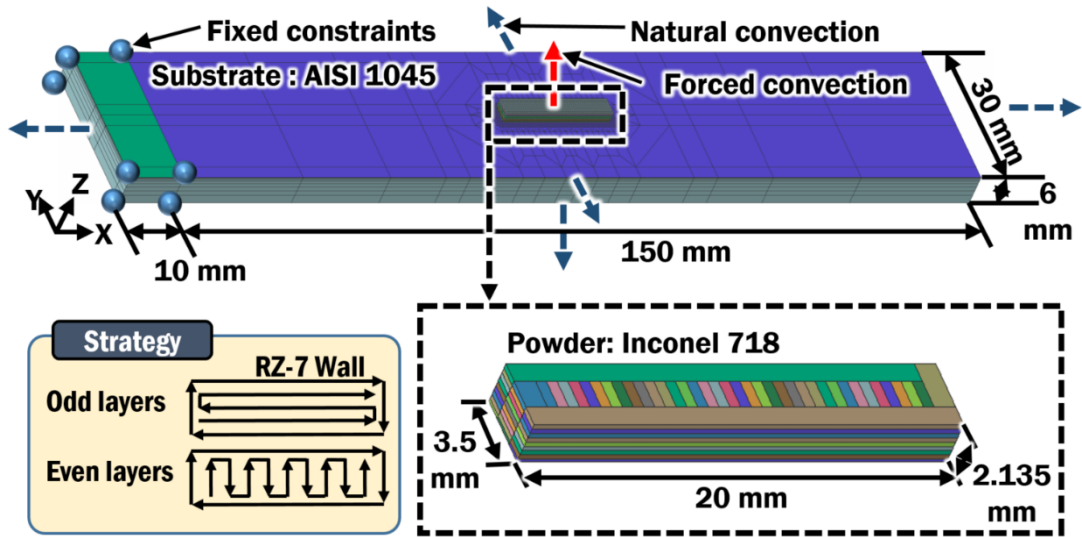 Fixed constraints
Natural convection
Substrate : AISI 1045
Forced convection
30 mm
Y
Z
X
6
mm
150 mm
10 mm
Strategy
RZ-7 Wall
Odd layers
Even layers
Powder: Inconel 718
3.5
mm
20 mm
2.135
mm